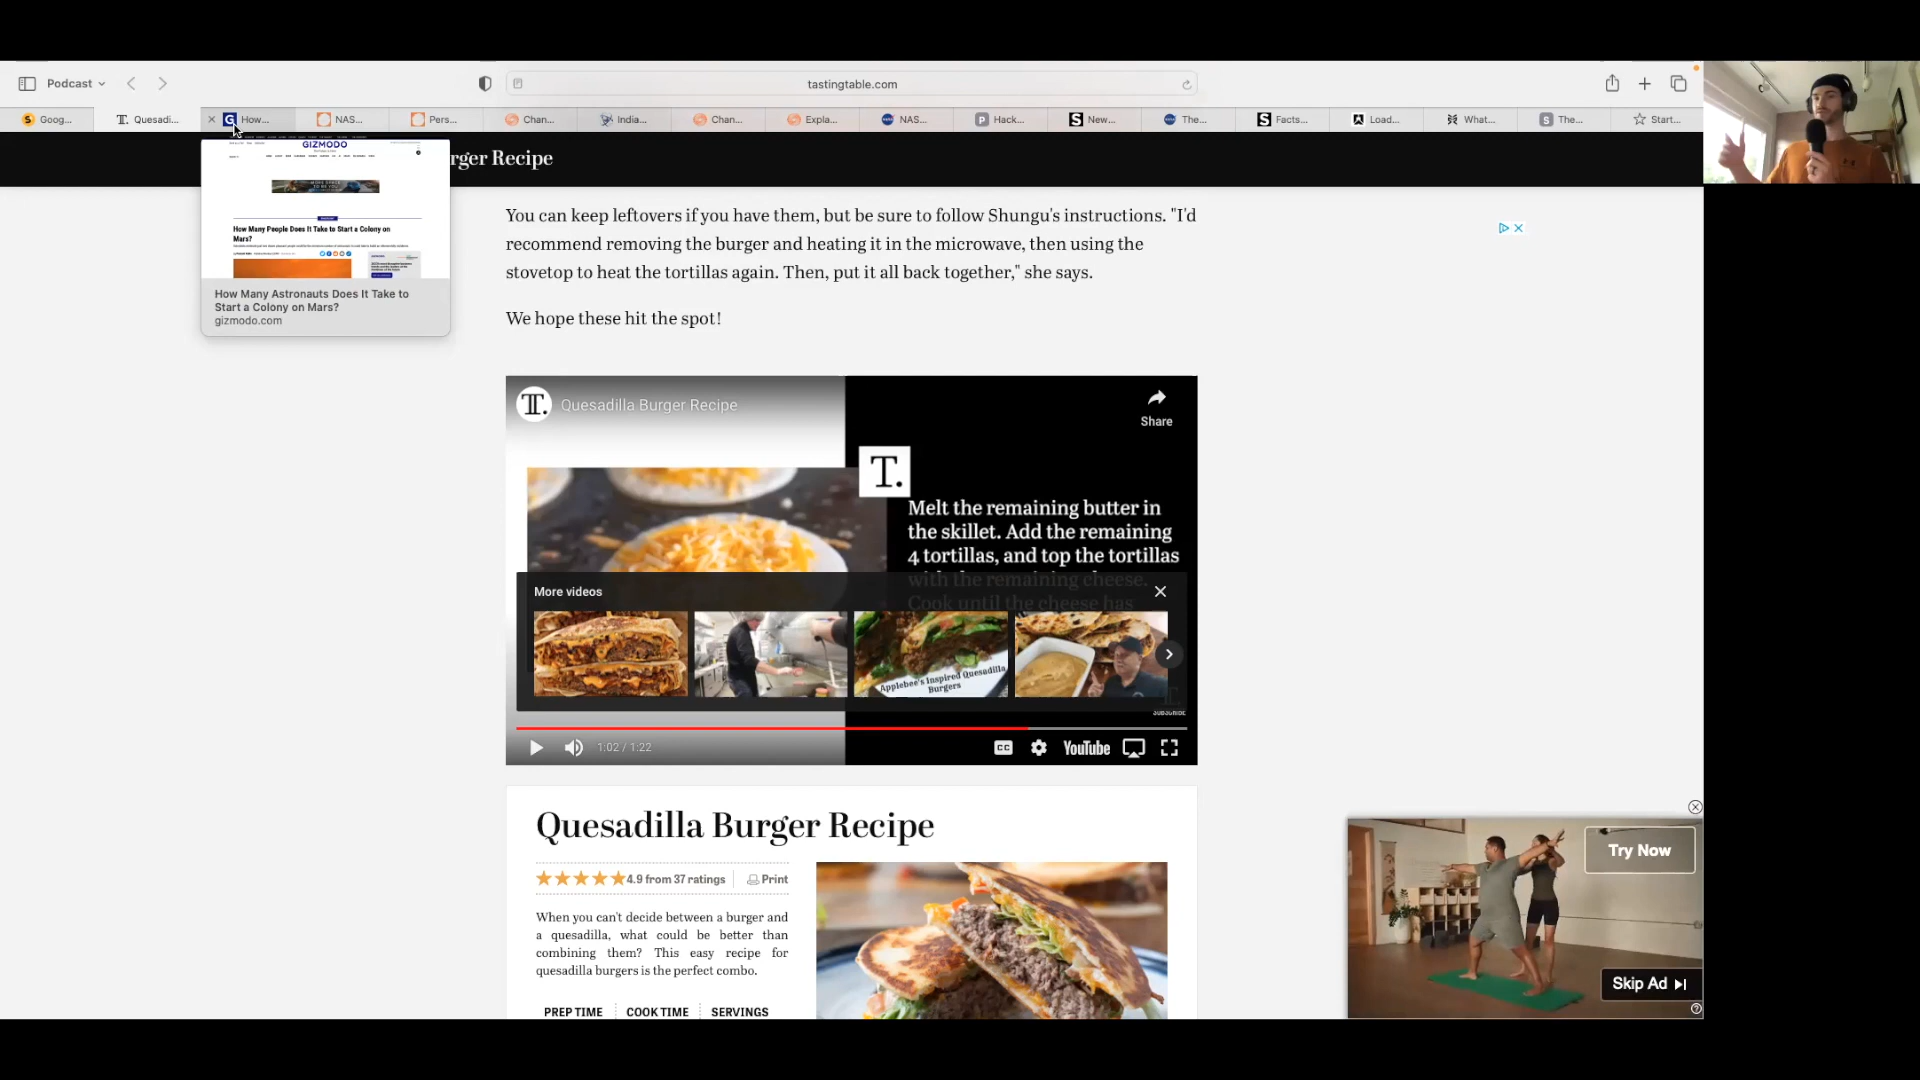 Podcast
tastingtable.com
Goog...
Quesadi...
How...
NAS...
Pers...
Chan...
India...
Chan...
Expla...
NAS...
Hack...
New...
The...
Facts...
Load...
What...
The...
Start...
rger Recipe
GIZMODO
How Many People Does It Take to Start a Colony on
Mars?
How Many Astronauts Does It Take to
Start a Colony on Mars?
gizmodo.com
You can keep leftovers if you have them, but be sure to follow Shungu's instructions. "I'd
recommend removing the burger and heating it in the microwave, then using the
stovetop to heat the tortillas again. Then, put it all back together," she says.
We hope these hit the spot!
T. Quesadilla Burger Recipe
Share
T.
Melt the remaining butter in
the skillet. Add the remaining
4 tortillas, and top the tortillas
with the remaining cheese.
Cook until the cheese has
More videos
Applebee's Inspired Quesadilla
Burgers
SUBSCRIBE
1:02 / 1:22
CC
YouTube
Quesadilla Burger Recipe
4.9 from 37 ratings
Print
When you can't decide between a burger and
a quesadilla, what could be better than
combining them? This easy recipe for
quesadilla burgers is the perfect combo.
PREP TIME
COOK TIME
SERVINGS
Try Now
Skip Ad